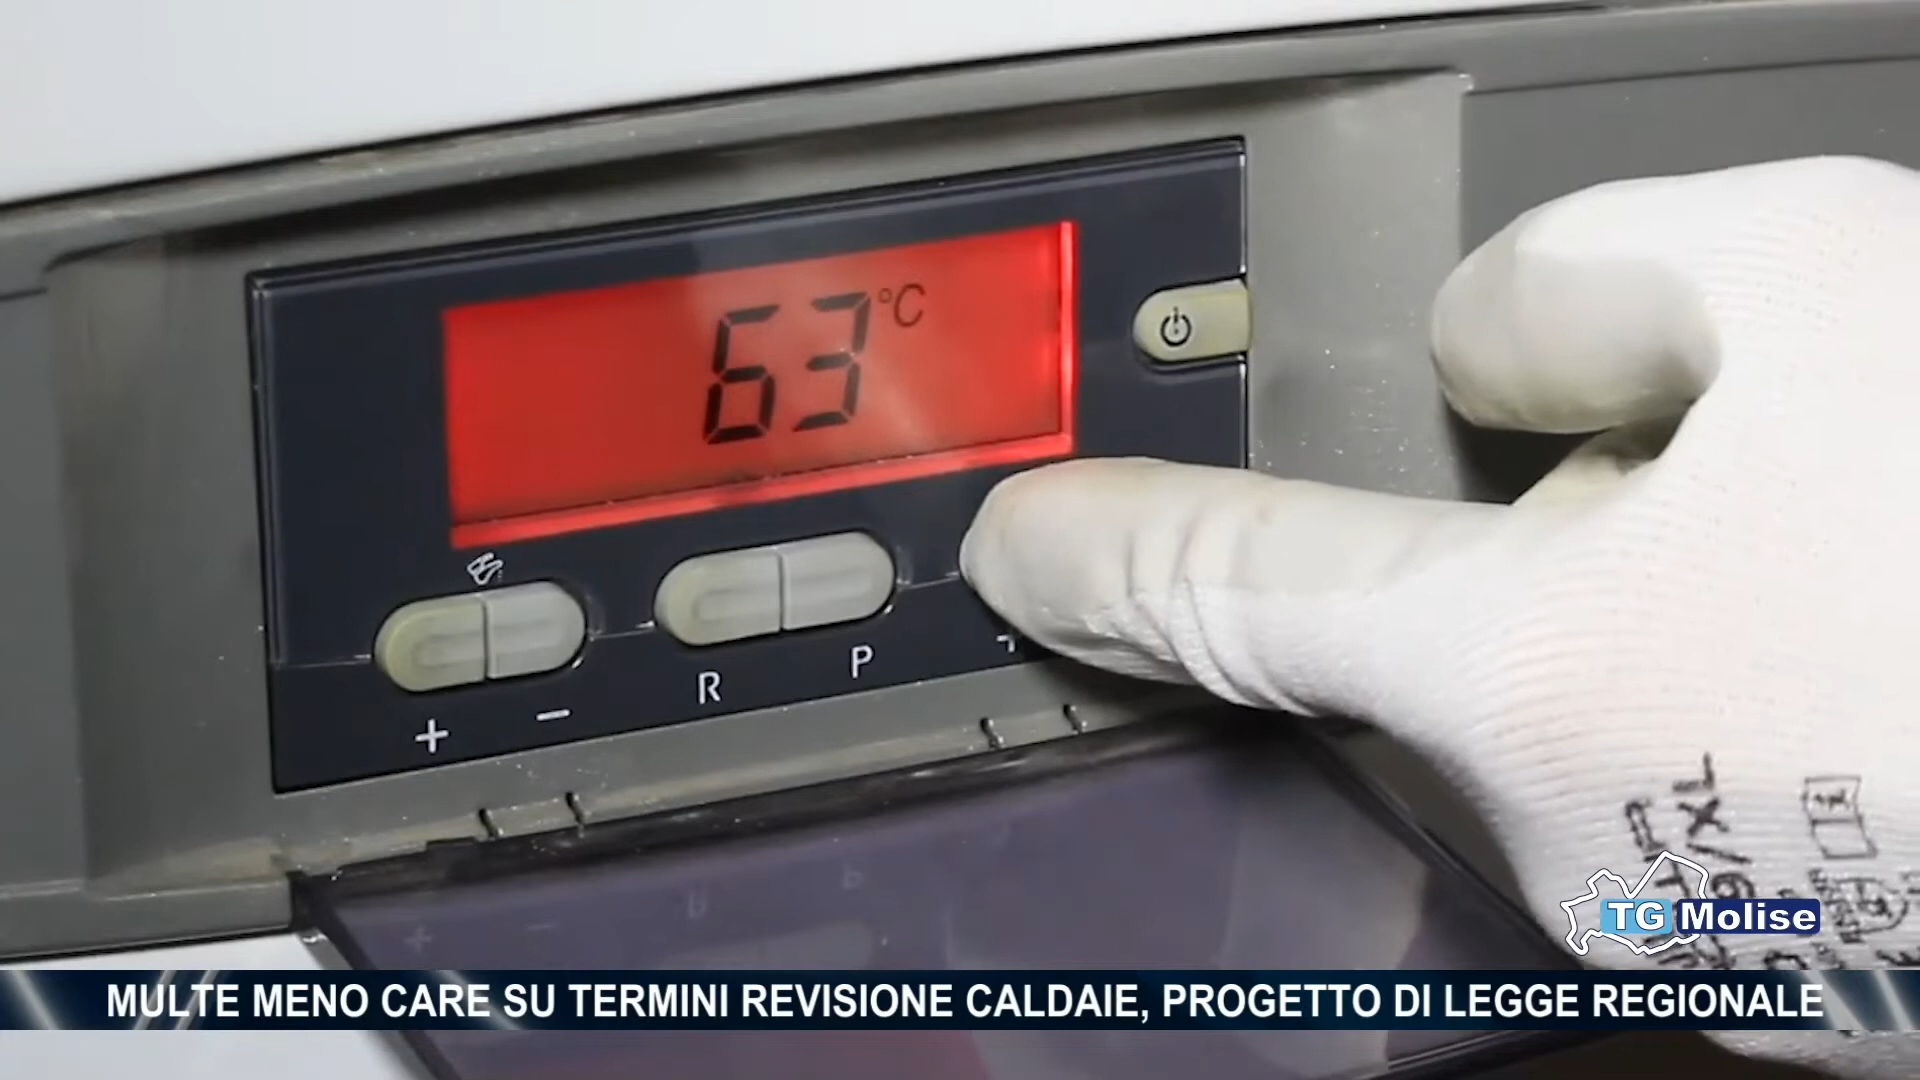 63 °C
R P
+ −
TG Molise
MULTE MENO CARE SU TERMINI REVISIONE CALDAIE, PROGETTO DI LEGGE REGIONALE